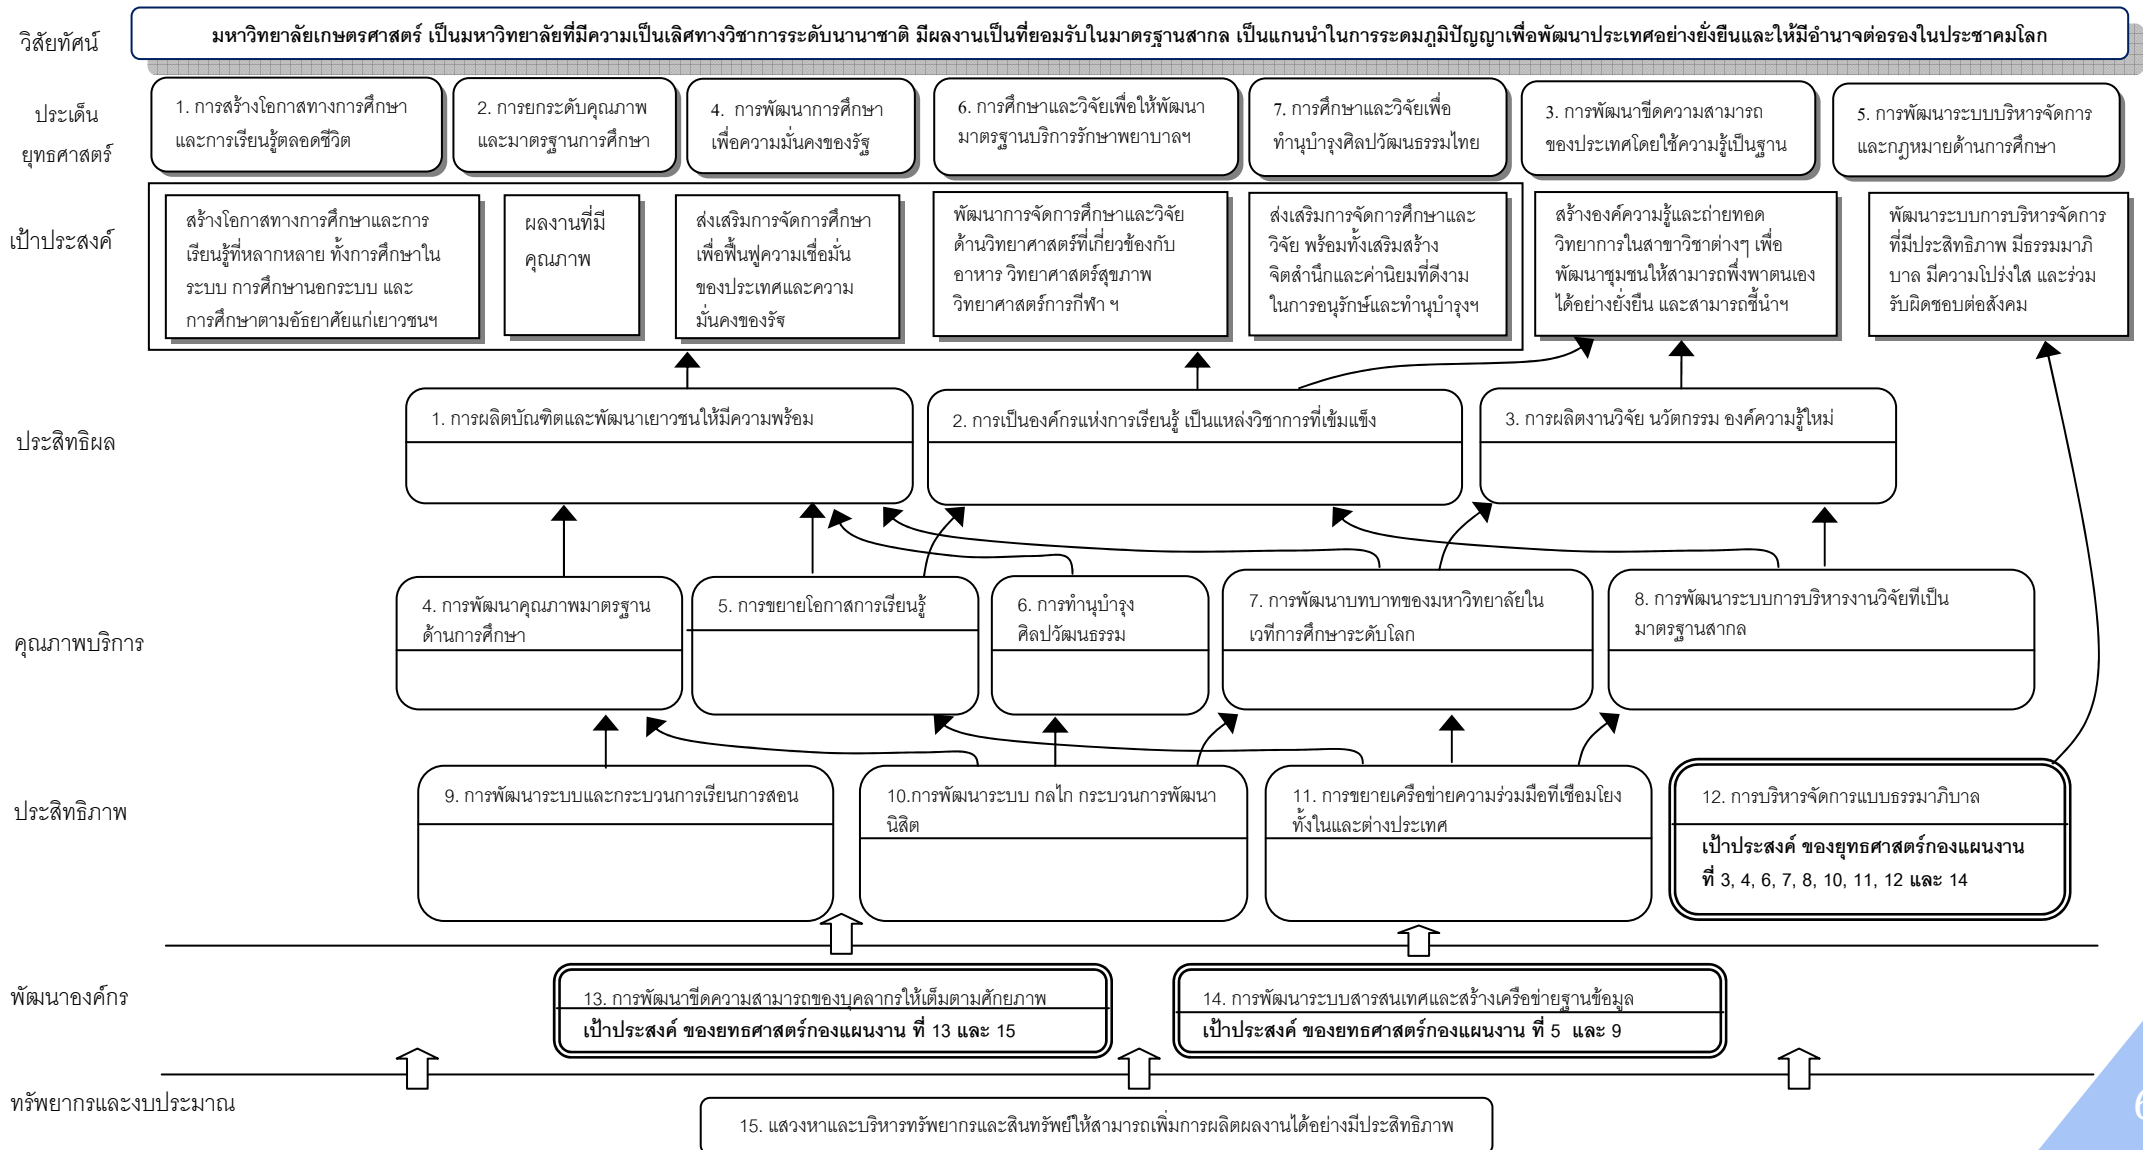 วิสัยทัศน์
มหาวิทยาลัยเกษตรศาสตร์ เป็นมหาวิทยาลัยที่มีความเป็นเลิศทางวิชาการระดับนานาชาติ มีผลงานเป็นที่ยอมรับในมาตรฐานสากล เป็นแกนนำในการระดมภูมิปัญญาเพื่อพัฒนาประเทศอย่างยั่งยืนและให้มีอำนาจต่อรองในประชาคมโลก
ประเด็น
ยุทธศาสตร์
1. การสร้างโอกาสทางการศึกษา
และการเรียนรู้ตลอดชีวิต
2. การยกระดับคุณภาพ
และมาตรฐานการศึกษา
4. การพัฒนาการศึกษา
เพื่อความมั่นคงของรัฐ
6. การศึกษาและวิจัยเพื่อให้พัฒนา
มาตรฐานบริการรักษาพยาบาลฯ
7. การศึกษาและวิจัยเพื่อ
ทำนุบำรุงศิลปวัฒนธรรมไทย
3. การพัฒนาขีดความสามารถ
ของประเทศโดยใช้ความรู้เป็นฐาน
5. การพัฒนาระบบบริหารจัดการ
และกฎหมายด้านการศึกษา
เป้าประสงค์
สร้างโอกาสทางการศึกษาและการ
เรียนรู้ที่หลากหลาย ทั้งการศึกษาใน
ระบบ การศึกษานอกระบบ และ
การศึกษาตามอัธยาศัยแก่เยาวชนฯ
ผลงานที่มี
คุณภาพ
ส่งเสริมการจัดการศึกษา
เพื่อฟื้นฟูความเชื่อมั่น
ของประเทศและความ
มั่นคงของรัฐ
พัฒนาการจัดการศึกษาและวิจัย
ด้านวิทยาศาสตร์ที่เกี่ยวข้องกับ
อาหาร วิทยาศาสตร์สุขภาพ
วิทยาศาสตร์การกีฬา ฯ
ส่งเสริมการจัดการศึกษาและ
วิจัย พร้อมทั้งเสริมสร้าง
จิตสำนึกและค่านิยมที่ดีงาม
ในการอนุรักษ์และทำนุบำรุงฯ
สร้างองค์ความรู้และถ่ายทอด
วิทยาการในสาขาวิชาต่างๆ เพื่อ
พัฒนาชุมชนให้สามารถพึ่งพาตนเอง
ได้อย่างยั่งยืน และสามารถชี้นำฯ
พัฒนาระบบการบริหารจัดการ
ที่มีประสิทธิภาพ มีธรรมมาภิ
บาล มีความโปร่งใส และร่วม
รับผิดชอบต่อสังคม
ประสิทธิผล
1. การผลิตบัณฑิตและพัฒนาเยาวชนให้มีความพร้อม
2. การเป็นองค์กรแห่งการเรียนรู้ เป็นแหล่งวิชาการที่เข้มแข็ง
3. การผลิตงานวิจัย นวัตกรรม องค์ความรู้ใหม่
คุณภาพบริการ
4. การพัฒนาคุณภาพมาตรฐาน
ด้านการศึกษา
5. การขยายโอกาสการเรียนรู้
6. การทำนุบำรุง
ศิลปวัฒนธรรม
7. การพัฒนาบทบาทของมหาวิทยาลัยใน
เวทีการศึกษาระดับโลก
8. การพัฒนาระบบการบริหารงานวิจัยที่เป็น
มาตรฐานสากล
ประสิทธิภาพ
9. การพัฒนาระบบและกระบวนการเรียนการสอน
10.การพัฒนาระบบ กลไก กระบวนการพัฒนา
นิสิต
11. การขยายเครือข่ายความร่วมมือที่เชื่อมโยง
ทั้งในและต่างประเทศ
12. การบริหารจัดการแบบธรรมาภิบาล
เป้าประสงค์ ของยุทธศาสตร์กองแผนงาน
ที่ 3, 4, 6, 7, 8, 10, 11, 12 และ 14
พัฒนาองค์กร
13. การพัฒนาขีดความสามารถของบุคลากรให้เต็มตามศักยภาพ
เป้าประสงค์ ของยุทธศาสตร์กองแผนงาน ที่ 13 และ 15
14. การพัฒนาระบบสารสนเทศและสร้างเครือข่ายฐานข้อมูล
เป้าประสงค์ ของยุทธศาสตร์กองแผนงาน ที่ 5 และ 9
ทรัพยากรและงบประมาณ
15. แสวงหาและบริหารทรัพยากรและสินทรัพย์ให้สามารถเพิ่มการผลิตผลงานได้อย่างมีประสิทธิภาพ